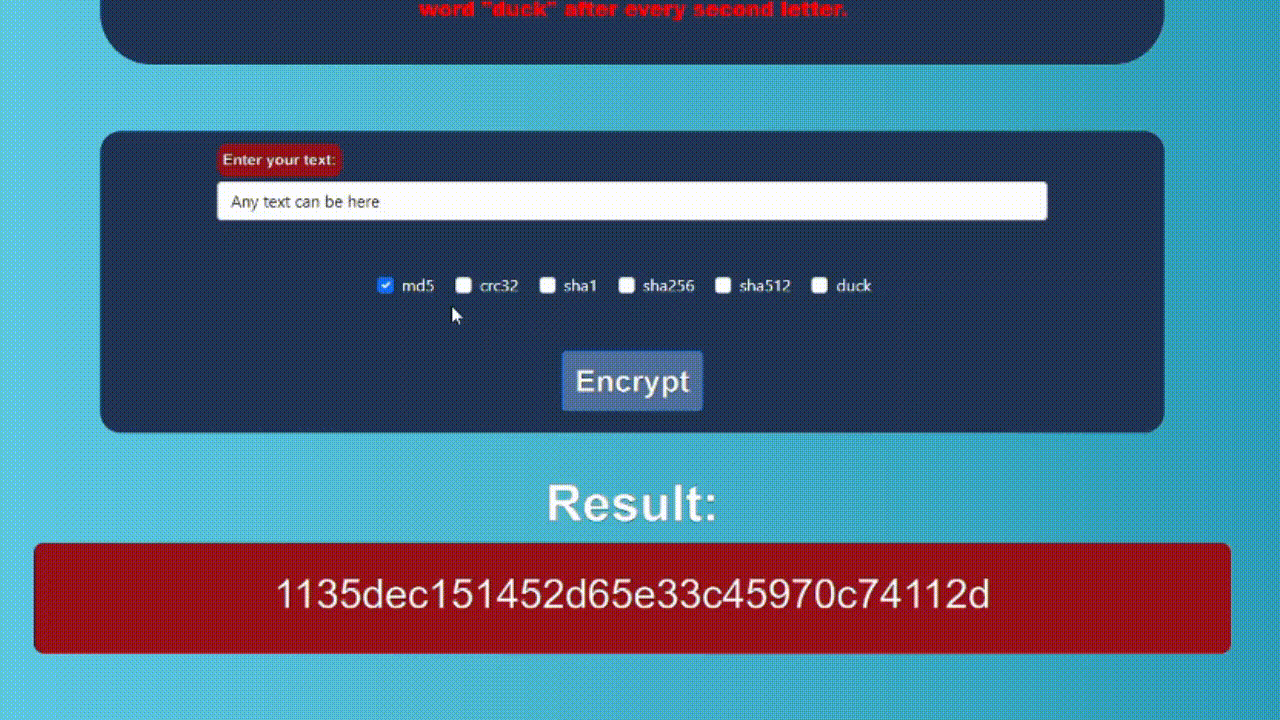 word "duck" after every second letter.
Enter your text:
Any text can be here
md5 crc32 sha1 sha256 sha512 duck
Encrypt
Result:
1135dec151452d65e33c45970c74112d